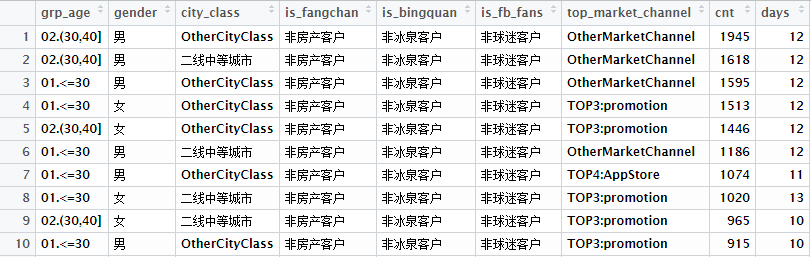 grp_age gender city_class is_fangchan is_bingquan is_fb_fans top_market_channel cnt days
1 02.(30,40] 男 OtherCityClass 非房产客户 非冰泉客户 非球迷客户 OtherMarketChannel 1945 12
2 02.(30,40] 男 二线中等城市 非房产客户 非冰泉客户 非球迷客户 OtherMarketChannel 1618 12
3 01.<=30 男 OtherCityClass 非房产客户 非冰泉客户 非球迷客户 OtherMarketChannel 1595 12
4 01.<=30 女 OtherCityClass 非房产客户 非冰泉客户 非球迷客户 TOP3:promotion 1513 12
5 02.(30,40] 女 OtherCityClass 非房产客户 非冰泉客户 非球迷客户 TOP3:promotion 1446 12
6 01.<=30 男 二线中等城市 非房产客户 非冰泉客户 非球迷客户 OtherMarketChannel 1186 12
7 01.<=30 男 OtherCityClass 非房产客户 非冰泉客户 非球迷客户 TOP4:AppStore 1074 11
8 01.<=30 女 二线中等城市 非房产客户 非冰泉客户 非球迷客户 TOP3:promotion 1020 13
9 02.(30,40] 女 二线中等城市 非房产客户 非冰泉客户 非球迷客户 TOP3:promotion 965 10
10 01.<=30 男 OtherCityClass 非房产客户 非冰泉客户 非球迷客户 TOP3:promotion 915 10